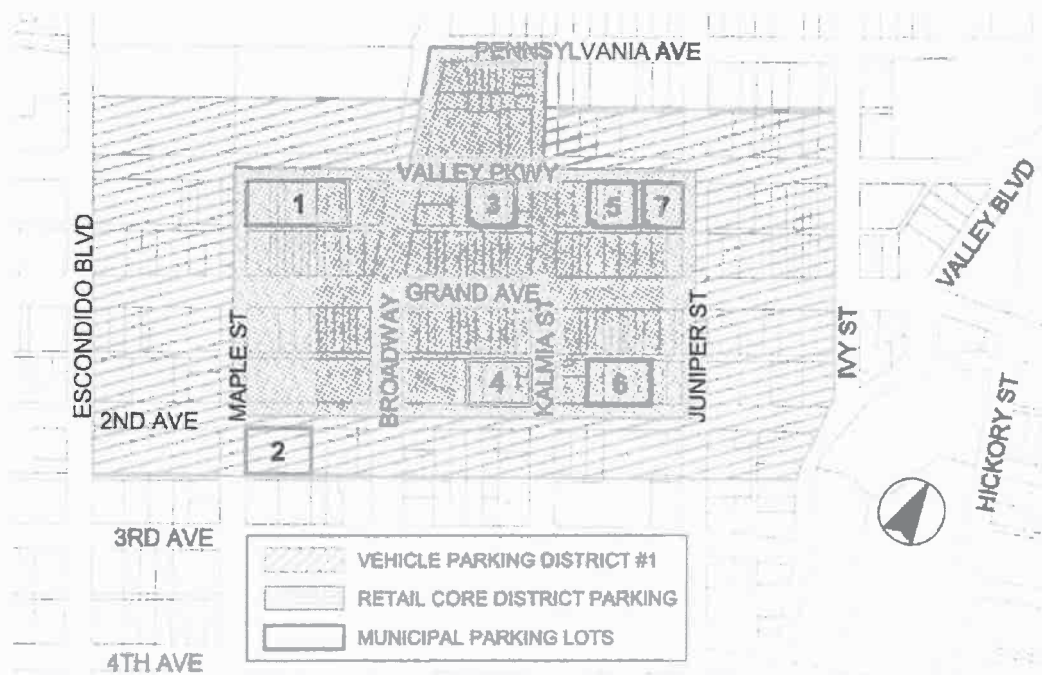 PENNSYLVANIA AVE
VALLEY PKWY
1
3
5
7
VALLEY BLVD
ESCONDIDO BLVD
MAPLE ST
BROADWAY
GRAND AVE
KALMIA ST
JUNIPER ST
IVY ST
4
6
2ND AVE
2
HICKORY ST
3RD AVE
VEHICLE PARKING DISTRICT #1
RETAIL CORE DISTRICT PARKING
MUNICIPAL PARKING LOTS
4TH AVE